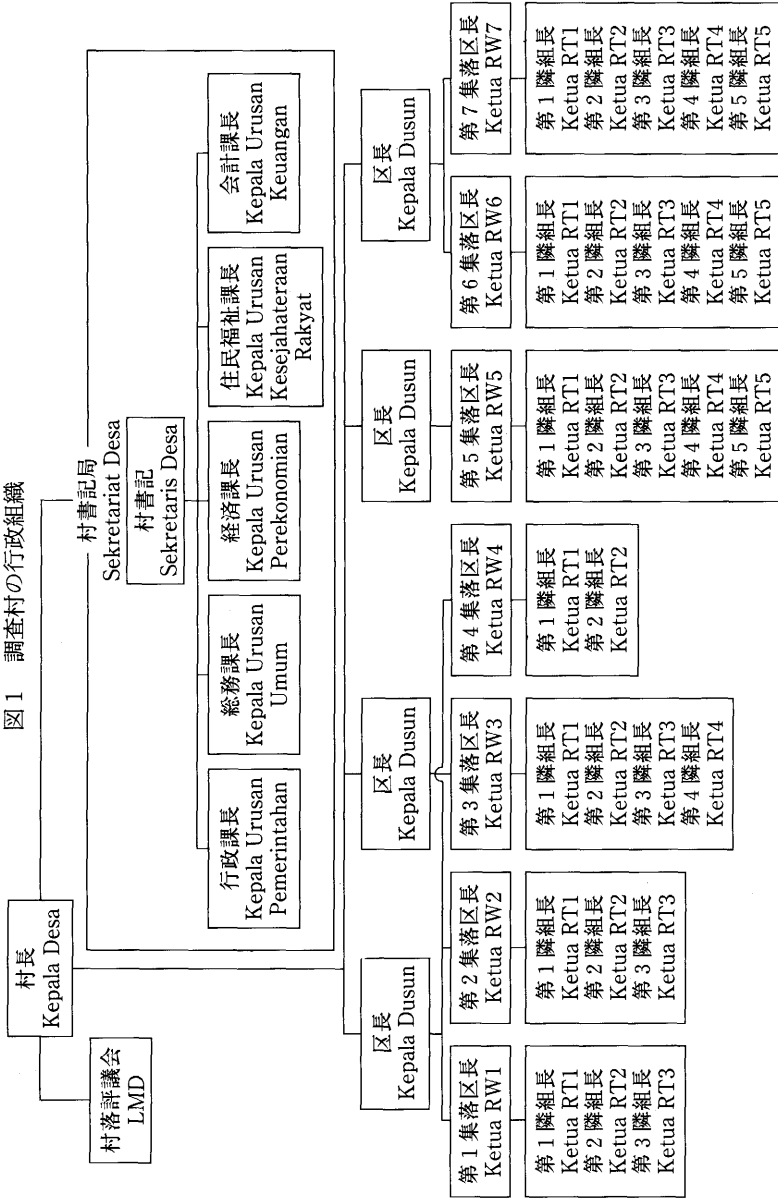 図1 調査村の行政組織
村長
Kepala Desa
村落評議会
LMD
村書記局
Sekretariat Desa
村書記
Sekretaris Desa
行政課長
Kepala Urusan
Pemerintahan
総務課長
Kepala Urusan
Umum
経済課長
Kepala Urusan
Perekonomian
住民福祉課長
Kepala Urusan
Kesejahateraan
Rakyat
会計課長
Kepala Urusan
Keuangan
区長
Kepala Dusun
区長
Kepala Dusun
区長
Kepala Dusun
区長
Kepala Dusun
第1集落区長
Ketua RW1
第2集落区長
Ketua RW2
第3集落区長
Ketua RW3
第4集落区長
Ketua RW4
第5集落区長
Ketua RW5
第6集落区長
Ketua RW6
第7集落区長
Ketua RW7
第1隣組長
Ketua RT1
第2隣組長
Ketua RT2
第3隣組長
Ketua RT3
第1隣組長
Ketua RT1
第2隣組長
Ketua RT2
第3隣組長
Ketua RT3
第1隣組長
Ketua RT1
第2隣組長
Ketua RT2
第3隣組長
Ketua RT3
第4隣組長
Ketua RT4
第1隣組長
Ketua RT1
第2隣組長
Ketua RT2
第1隣組長
Ketua RT1
第2隣組長
Ketua RT2
第3隣組長
Ketua RT3
第4隣組長
Ketua RT4
第5隣組長
Ketua RT5
第1隣組長
Ketua RT1
第2隣組長
Ketua RT2
第3隣組長
Ketua RT3
第4隣組長
Ketua RT4
第5隣組長
Ketua RT5
第1隣組長
Ketua RT1
第2隣組長
Ketua RT2
第3隣組長
Ketua RT3
第4隣組長
Ketua RT4
第5隣組長
Ketua RT5